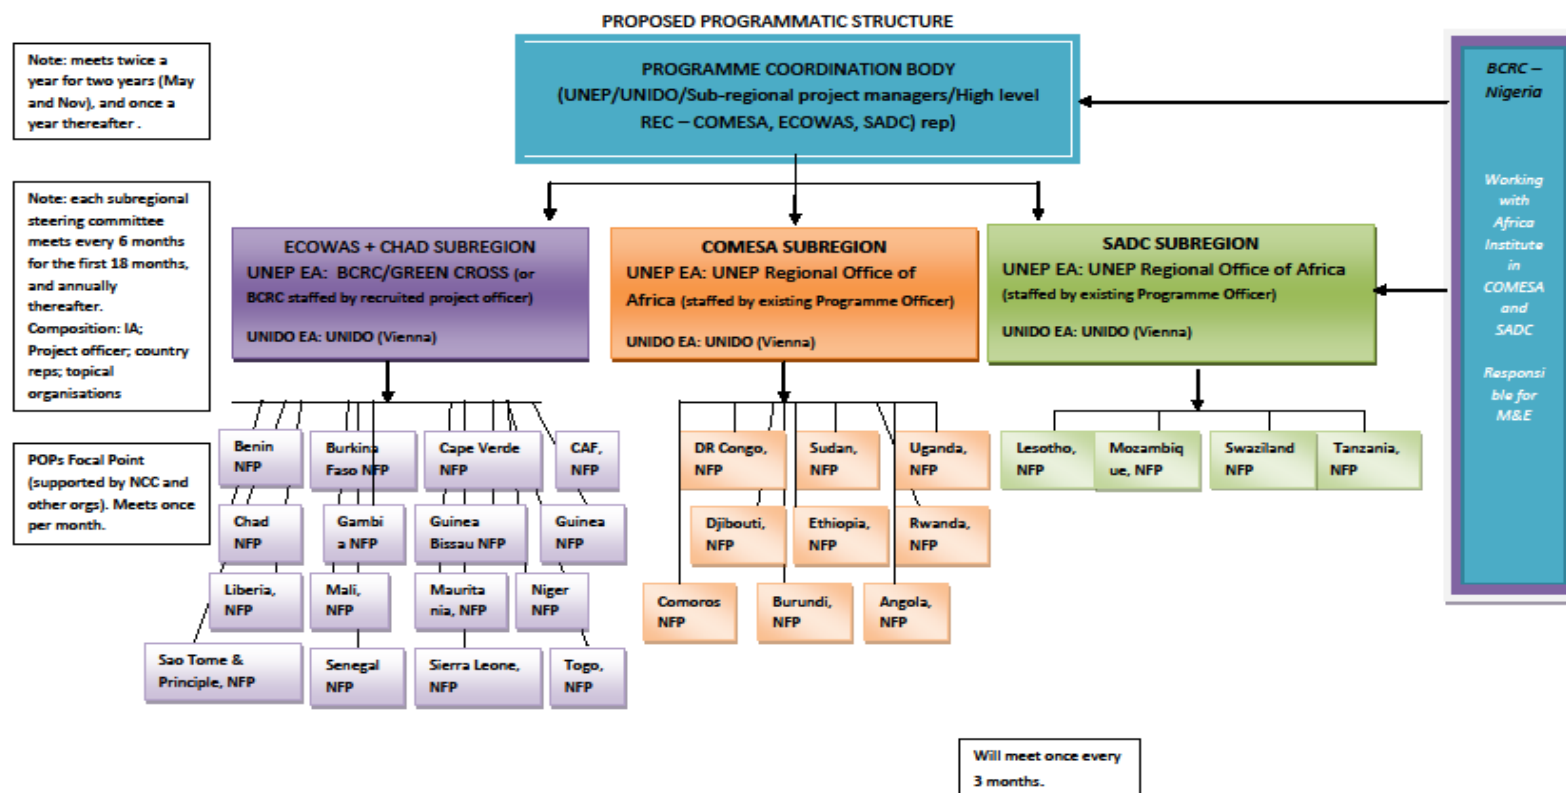 PROPOSED PROGRAMMATIC STRUCTURE
Note: meets twice a
year for two years (May
and Nov), and once a
year thereafter .
PROGRAMME COORDINATION BODY
(UNEP/UNIDO/Sub-regional project managers/High level
REC – COMESA, ECOWAS, SADC) rep)
BCRC –
Nigeria
Working
with
Africa
Institute
in
COMESA
and
SADC
Responsi
ble for
M&E
Note: each subregional
steering committee
meets every 6 months
for the first 18 months,
and annually
thereafter.
Composition: IA;
Project officer; country
reps; topical
organisations
ECOWAS + CHAD SUBREGION
UNEP EA: BCRC/GREEN CROSS (or
BCRC staffed by recruited project officer)
UNIDO EA: UNIDO (Vienna)
COMESA SUBREGION
UNEP EA: UNEP Regional Office of
Africa (staffed by existing Programme Officer)
UNIDO EA: UNIDO (Vienna)
SADC SUBREGION
UNEP EA: UNEP Regional Office of Africa
(staffed by existing Programme Officer)
UNIDO EA: UNIDO (Vienna)
POPs Focal Point
(supported by NCC and
other orgs). Meets once
per month.
Benin
NFP
Burkina
Faso NFP
Cape Verde
NFP
CAF,
NFP
Chad
NFP
Gambi
a NFP
Guinea
Bissau NFP
Guinea
NFP
Liberia,
NFP
Mali,
NFP
Maurita
nia, NFP
Niger
NFP
Sao Tome &
Principle, NFP
Senegal
NFP
Sierra Leone,
NFP
Togo,
NFP
DR Congo,
NFP
Sudan,
NFP
Uganda,
NFP
Djibouti,
NFP
Ethiopia,
NFP
Rwanda,
NFP
Comoros
NFP
Burundi,
NFP
Angola,
NFP
Lesotho,
NFP
Mozambiq
ue, NFP
Swaziland
NFP
Tanzania,
NFP
Will meet once every
3 months.